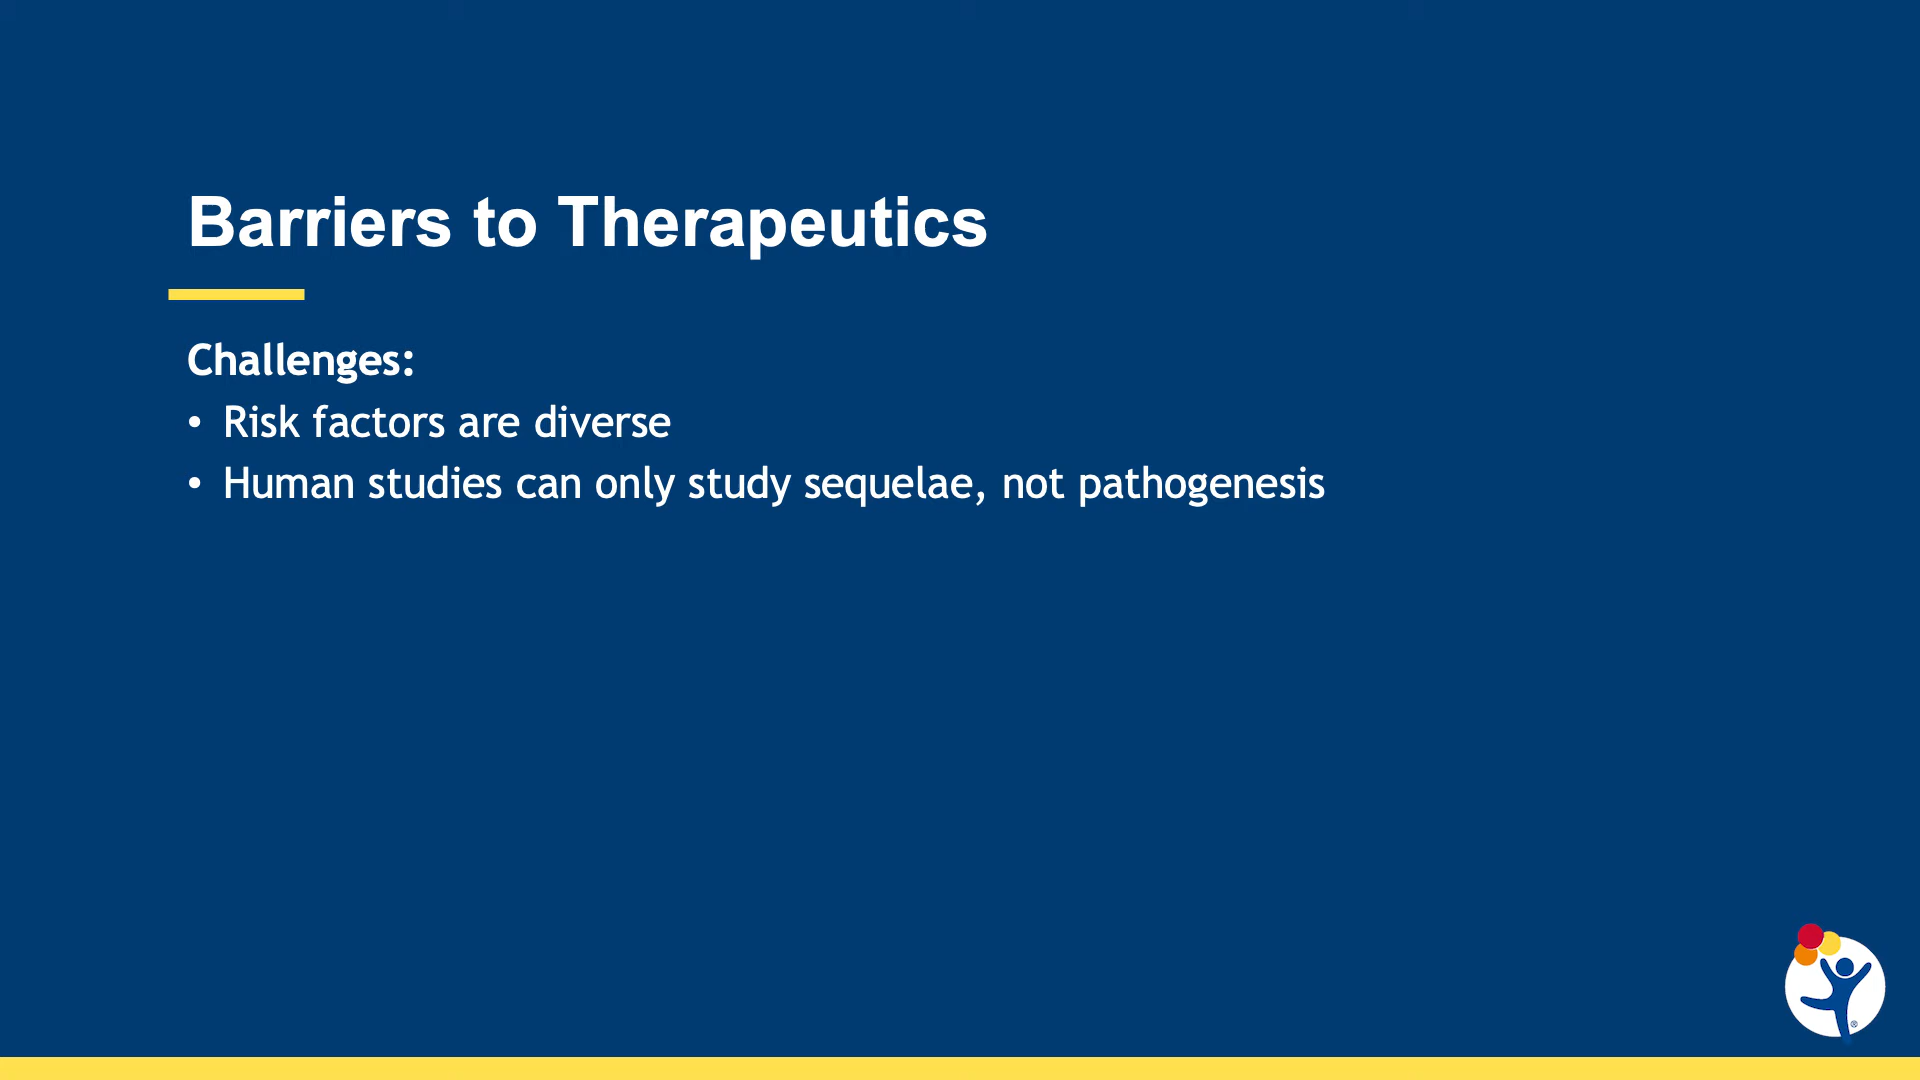 Barriers to Therapeutics
Challenges:
• Risk factors are diverse
• Human studies can only study sequelae, not pathogenesis
®